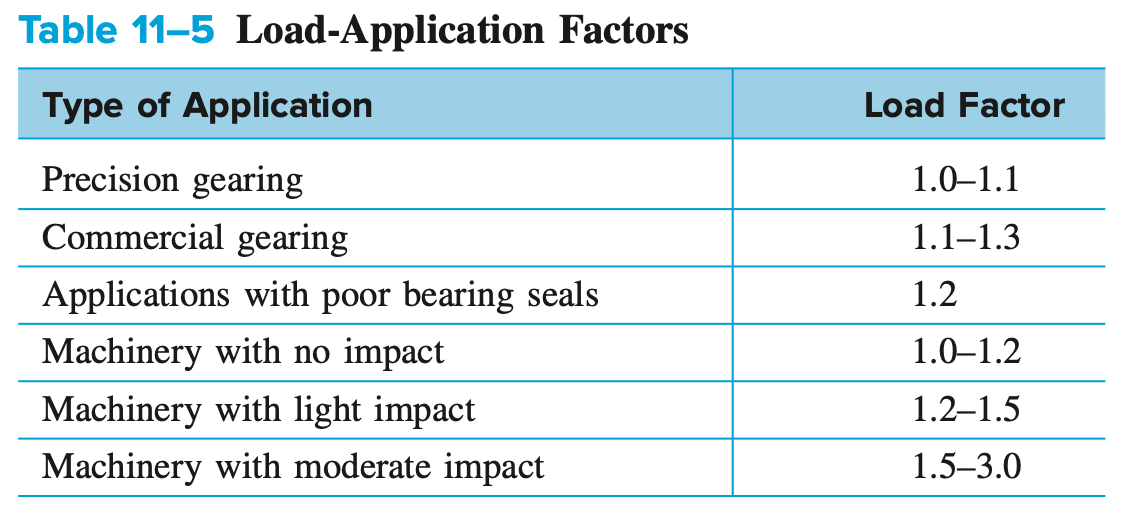 Table 11–5 Load-Application Factors
Type of Application Load Factor
Precision gearing 1.0–1.1
Commercial gearing 1.1–1.3
Applications with poor bearing seals 1.2
Machinery with no impact 1.0–1.2
Machinery with light impact 1.2–1.5
Machinery with moderate impact 1.5–3.0